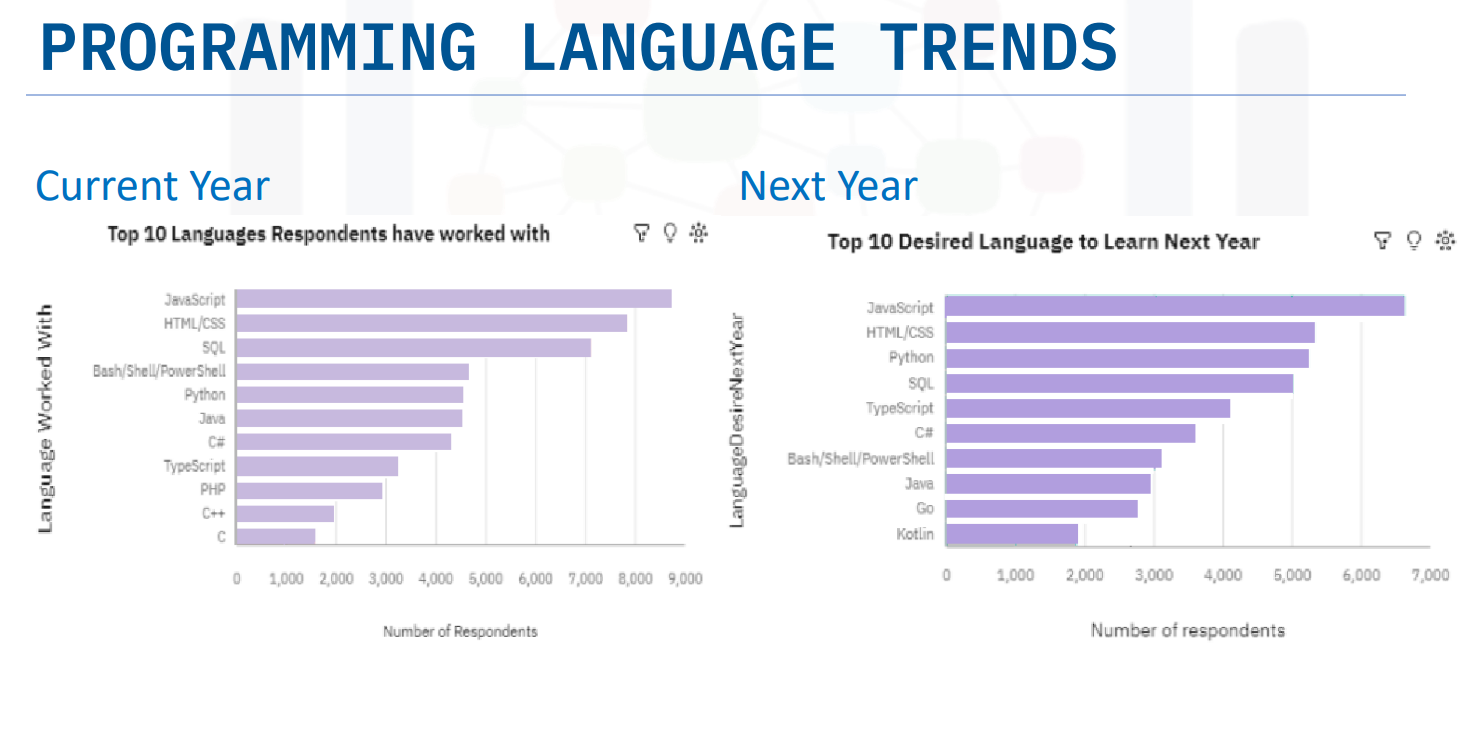 PROGRAMMING LANGUAGE TRENDS
Current Year
Top 10 Languages Respondents have worked with
Language Worked With
JavaScript
HTML/CSS
SQL
Bash/Shell/PowerShell
Python
Java
C#
TypeScript
PHP
C++
C
0 1,000 2,000 3,000 4,000 5,000 6,000 7,000 8,000 9,000
Number of Respondents
Next Year
Top 10 Desired Language to Learn Next Year
LanguageDesireNextYear
JavaScript
HTML/CSS
Python
SQL
TypeScript
C#
Bash/Shell/PowerShell
Java
Go
Kotlin
0 1,000 2,000 3,000 4,000 5,000 6,000 7,000
Number of respondents